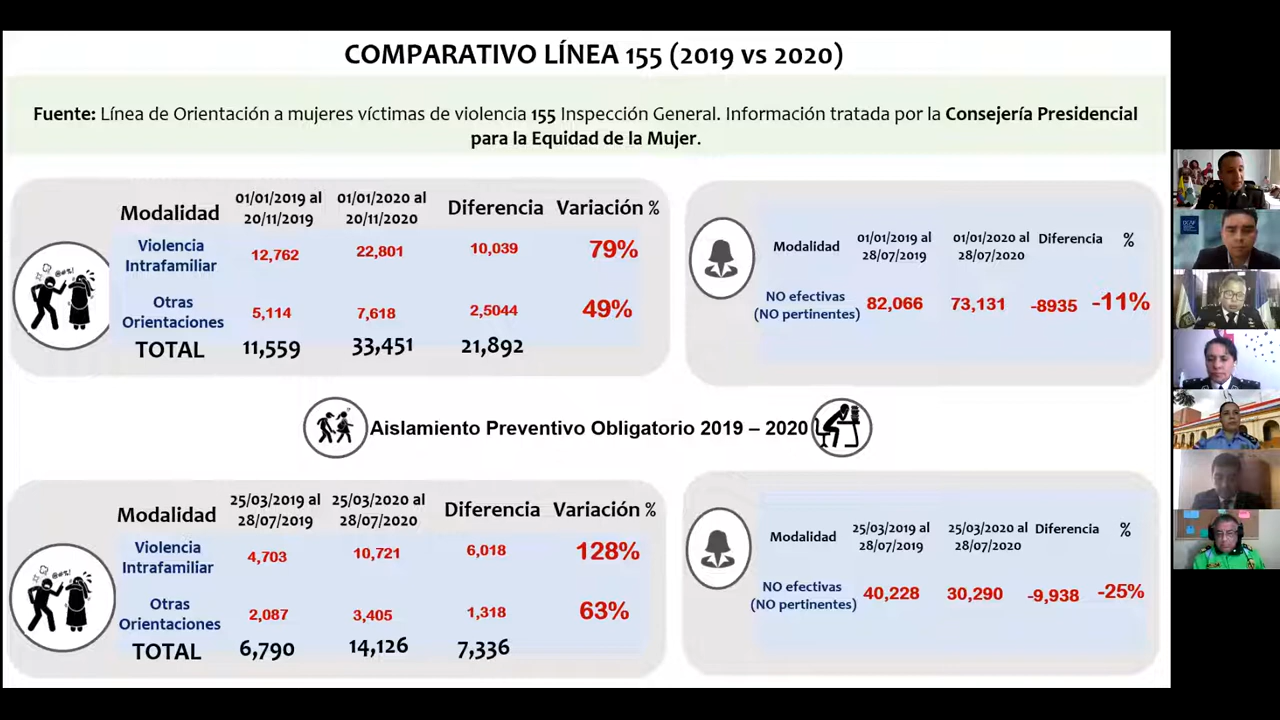 COMPARATIVO LÍNEA 155 (2019 vs 2020)
Fuente: Línea de Orientación a mujeres víctimas de violencia 155 Inspección General. Información tratada por la Consejería Presidencial
para la Equidad de la Mujer.
Modalidad 01/01/2019 al 20/11/2019 01/01/2020 al 20/11/2020 Diferencia Variación %
Violencia Intrafamiliar 12,762 22,801 10,039 79%
Otras Orientaciones 5,114 7,618 2,5044 49%
TOTAL 11,559 33,451 21,892
Modalidad 01/01/2019 al 28/07/2019 01/01/2020 al 28/07/2020 Diferencia %
NO efectivas (NO pertinentes) 82,066 73,131 -8935 -11%
Aislamiento Preventivo Obligatorio 2019 – 2020
Modalidad 25/03/2019 al 28/07/2019 25/03/2020 al 28/07/2020 Diferencia Variación %
Violencia Intrafamiliar 4,703 10,721 6,018 128%
Otras Orientaciones 2,087 3,405 1,318 63%
TOTAL 6,790 14,126 7,336
Modalidad 25/03/2019 al 28/07/2019 25/03/2020 al 28/07/2020 Diferencia %
NO efectivas (NO pertinentes) 40,228 30,290 -9,938 -25%